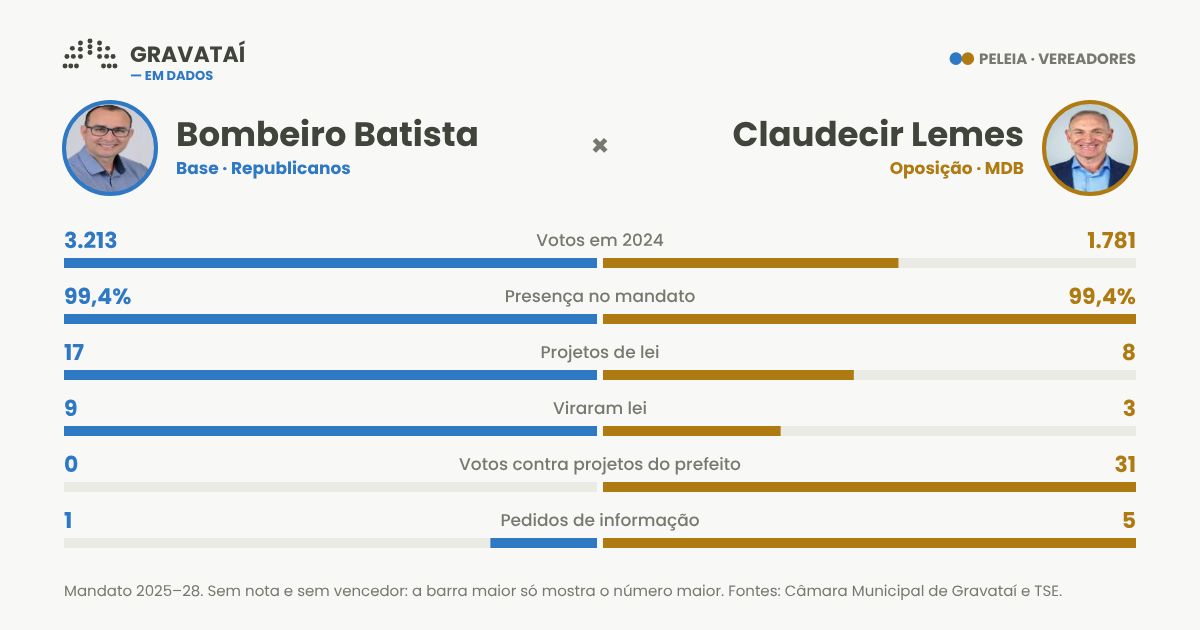 GRAVATAÍ
— EM DADOS
PELEIA · VEREADORES
Bombeiro Batista
Base · Republicanos
×
Claudecir Lemes
Oposição · MDB
3.213 Votos em 2024 1.781
99,4% Presença no mandato 99,4%
17 Projetos de lei 8
9 Viraram lei 3
0 Votos contra projetos do prefeito 31
1 Pedidos de informação 5
Mandato 2025–28. Sem nota e sem vencedor: a barra maior só mostra o número maior. Fontes: Câmara Municipal de Gravataí e TSE.